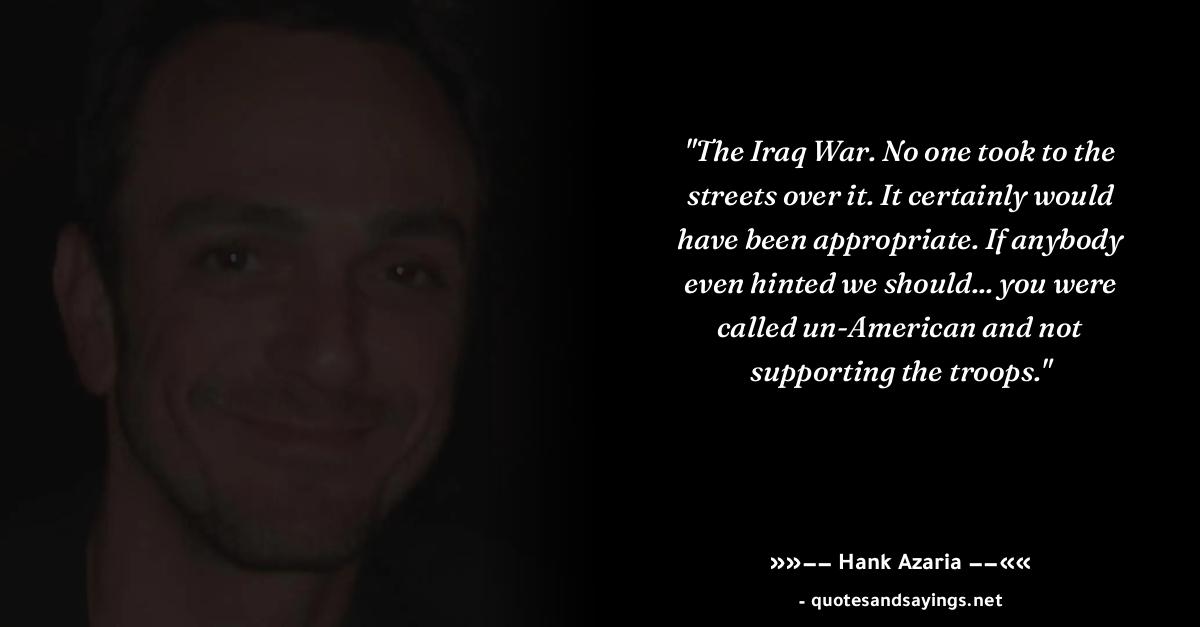 "The Iraq War. No one took to the
streets over it. It certainly would
have been appropriate. If anybody
even hinted we should... you were
called un-American and not
supporting the troops."
»»−− Hank Azaria −−««
- quotesandsayings.net